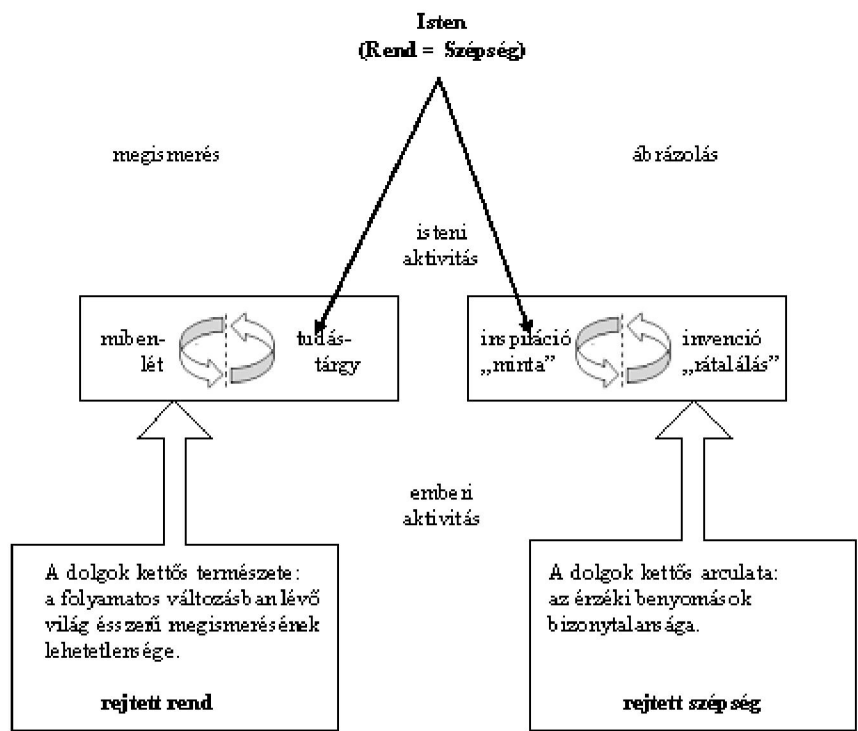 Isten
(Rend = Szépség)
megismerés
ábrázolás
isteni
aktivitás
miben-
lét
tudás-
tárgy
inspiráció
„minta”
invenció
„rátalálás”
emberi
aktivitás
A dolgok kettős természete:
a folyamatos változásban lévő
világ ésszerű megismerésének
lehetetlensége.
rejtett rend
A dolgok kettős arculata:
az érzéki benyomások
bizonytalansága.
rejtett szépség